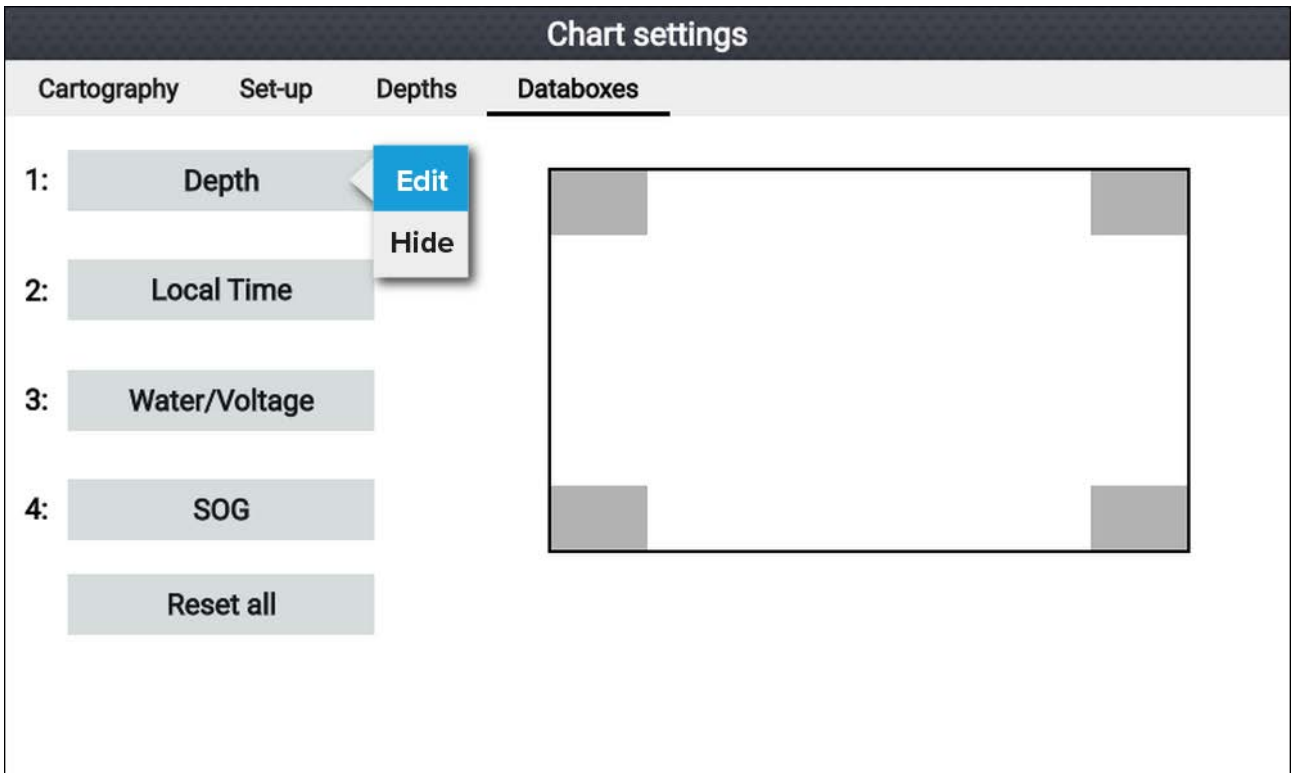 Chart settings
Cartography Set-up Depths Databoxes
1: Depth Edit
Hide
2: Local Time
3: Water/Voltage
4: SOG
Reset all